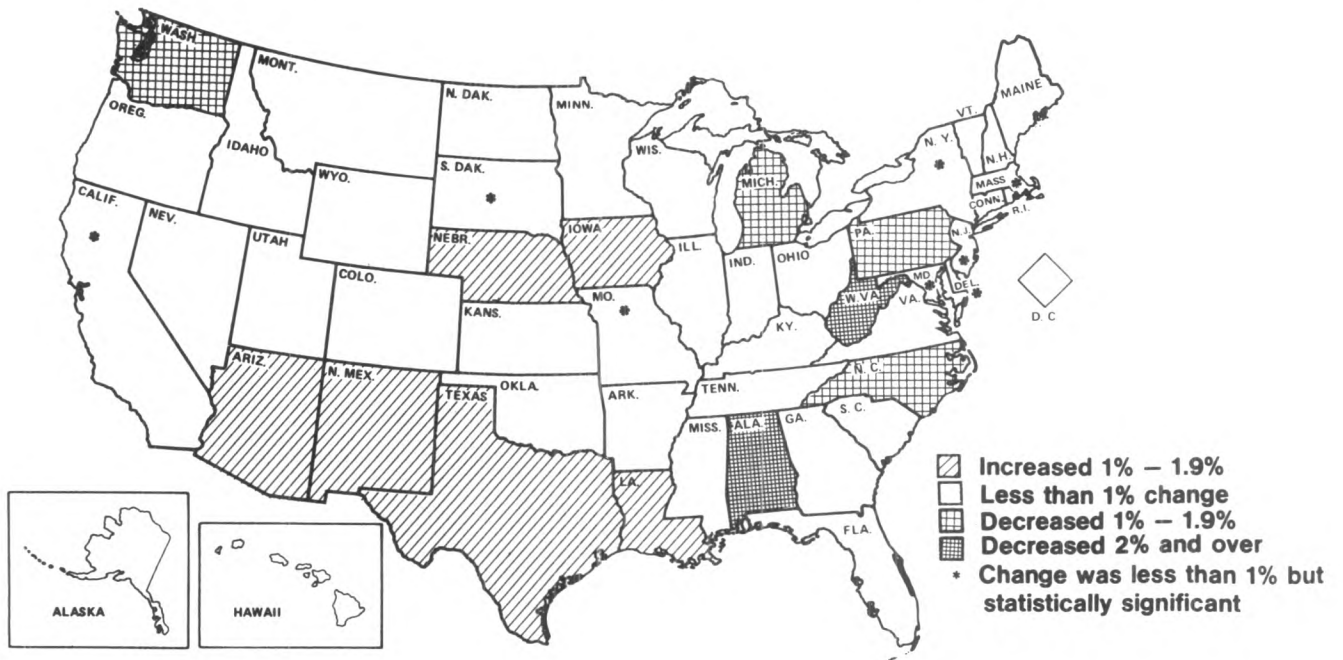 WASH.
MONT.
N. DAK.
MINN.
MAINE
VT.
OREG.
IDAHO
WIS.
N. Y.
N.H.
S. DAK.
*
WYO.
MICH.
*
MASS *
CALIF.
*
NEV.
CONN.
R.I.
NEBR.
IOWA
PA.
N.J.
*
UTAH
ILL.
IND.
OHIO
COLO.
MD
*
DEL.
*
MO.
*
W.VA.
VA.
KANS.
D. C
KY.
ARIZ.
N. MEX.
TEXAS
OKLA.
ARK.
TENN.
N. C.
S. C.
MISS.
ALA.
GA.
LA.
FLA.
ALASKA
HAWAII
Increased 1% – 1.9%
Less than 1% change
Decreased 1% – 1.9%
Decreased 2% and over
* Change was less than 1% but
statistically significant